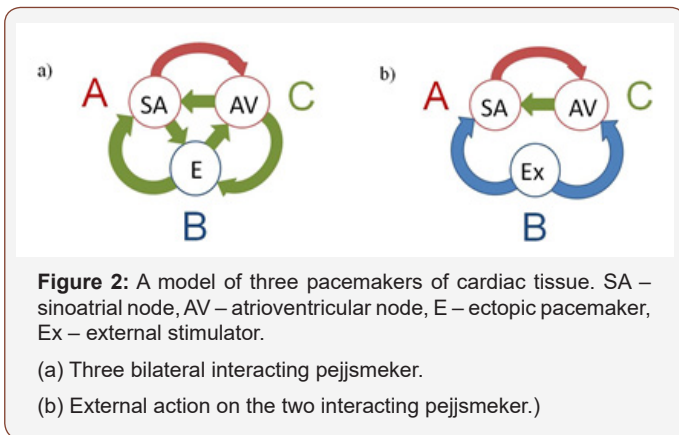 a)
A
SA
AV
C
E
B
b)
A
SA
AV
C
Ex
B
Figure 2: A model of three pacemakers of cardiac tissue. SA –
sinoatrial node, AV – atrioventricular node, E – ectopic pacemaker,
Ex – external stimulator.
(a) Three bilateral interacting pejjsmeker.
(b) External action on the two interacting pejjsmeker.)